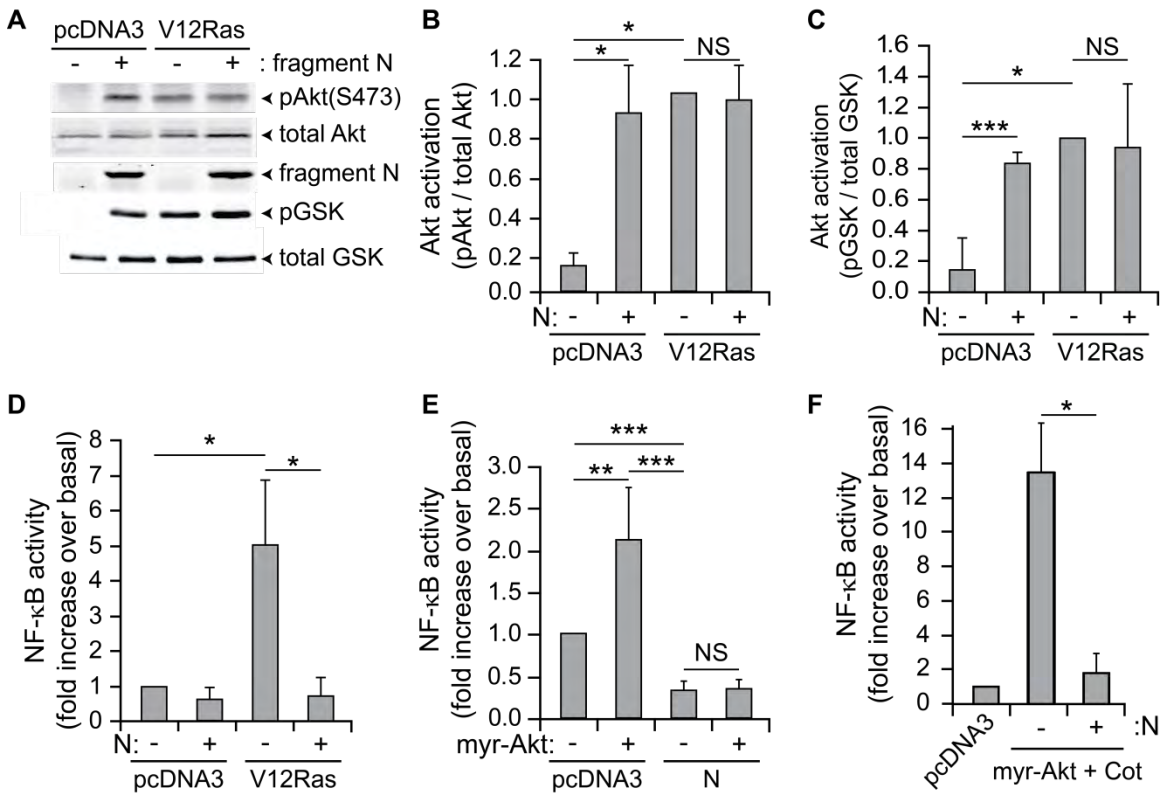 A
pcDNA3 V12Ras
- + - + : fragment N
pAkt(S473)
total Akt
fragment N
pGSK
total GSK
B
Akt activation
(pAkt / total Akt)
1.2
1.0
0.8
0.6
0.4
0.2
0.0
*
*
NS
N: - + - +
pcDNA3 V12Ras
C
Akt activation
(pGSK / total GSK)
1.6
1.4
1.2
1.0
0.8
0.6
0.4
0.2
0.0
NS
*
***
N: - + - +
pcDNA3 V12Ras
D
NF-κB activity
(fold increase over basal)
8
7
6
5
4
3
2
1
0
*
*
N: - + - +
pcDNA3 V12Ras
E
NF-κB activity
(fold increase over basal)
3.0
2.5
2.0
1.5
1.0
0.5
0.0
***
** ***
NS
myr-Akt: - + - +
pcDNA3 N
F
NF-κB activity
(fold increase over basal)
16
14
12
10
8
6
4
2
0
*
pcDNA3
- + :N
myr-Akt + Cot